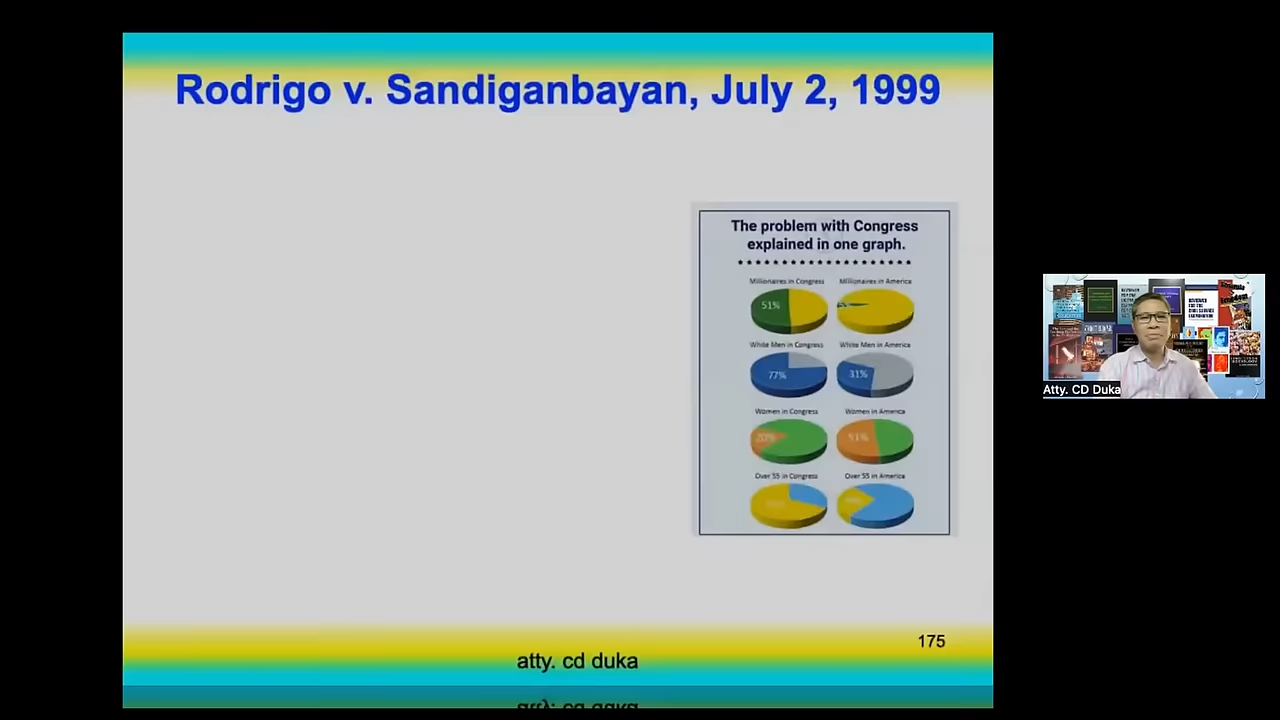 Rodrigo v. Sandiganbayan, July 2, 1999
The problem with Congress
explained in one graph.
Millionaires in Congress
Millionaires in America
51%
White Men in Congress
White Men in America
77%
31%
Women in Congress
Women in America
20%
51%
Over 55 in Congress
Over 55 in America
175
atty. cd duka
Atty. CD Duka